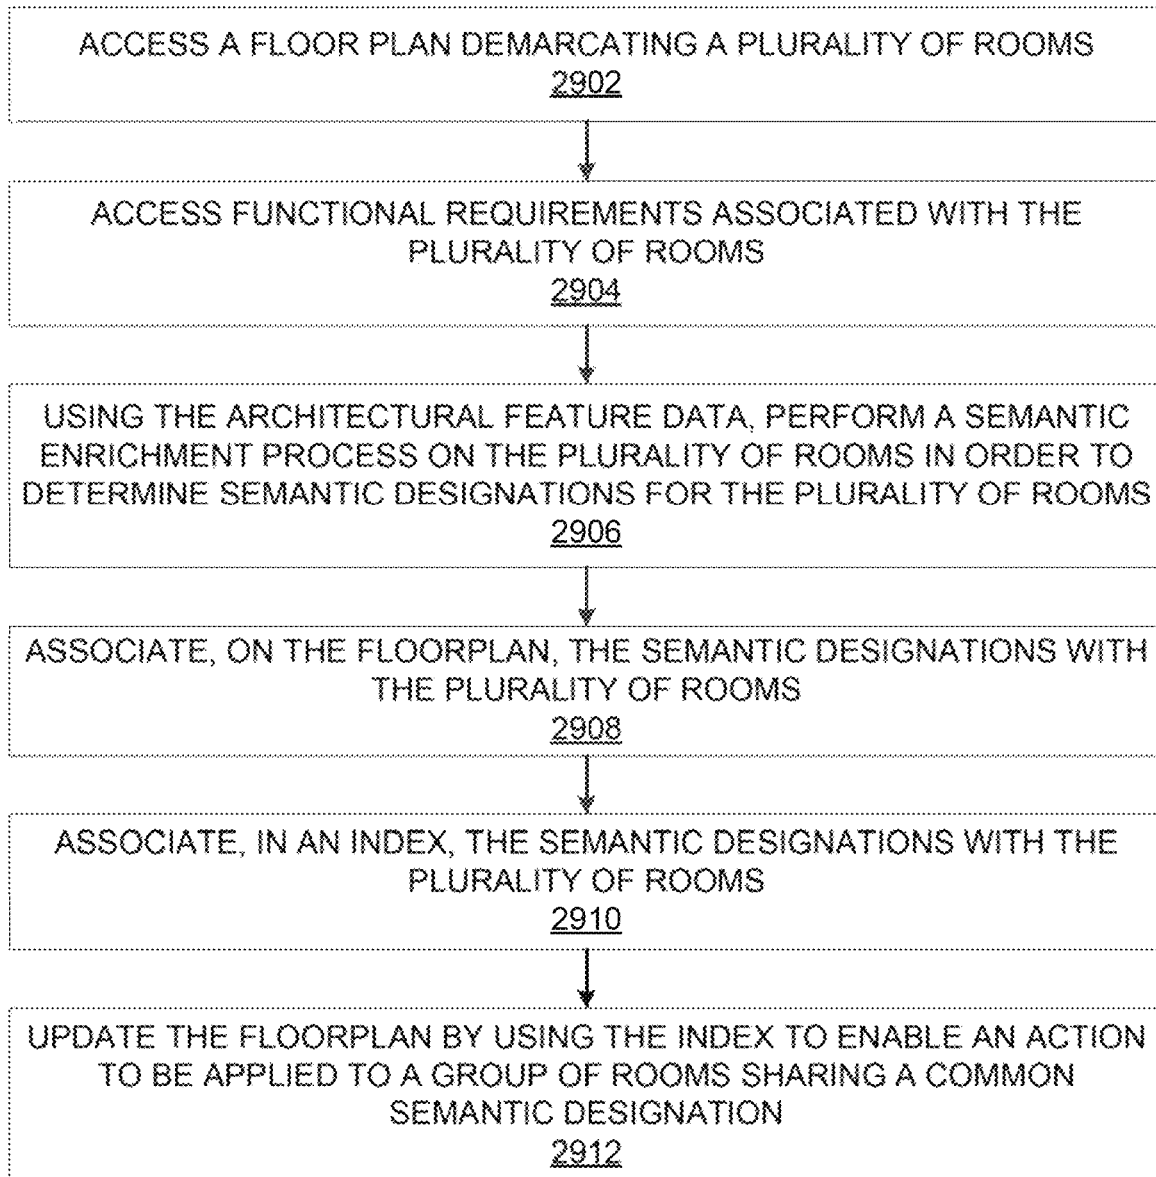 ACCESS A FLOOR PLAN DEMARCATING A PLURALITY OF ROOMS
2902
ACCESS FUNCTIONAL REQUIREMENTS ASSOCIATED WITH THE
PLURALITY OF ROOMS
2904
USING THE ARCHITECTURAL FEATURE DATA, PERFORM A SEMANTIC
ENRICHMENT PROCESS ON THE PLURALITY OF ROOMS IN ORDER TO
DETERMINE SEMANTIC DESIGNATIONS FOR THE PLURALITY OF ROOMS
2906
ASSOCIATE, ON THE FLOORPLAN, THE SEMANTIC DESIGNATIONS WITH
THE PLURALITY OF ROOMS
2908
ASSOCIATE, IN AN INDEX, THE SEMANTIC DESIGNATIONS WITH THE
PLURALITY OF ROOMS
2910
UPDATE THE FLOORPLAN BY USING THE INDEX TO ENABLE AN ACTION
TO BE APPLIED TO A GROUP OF ROOMS SHARING A COMMON
SEMANTIC DESIGNATION
2912